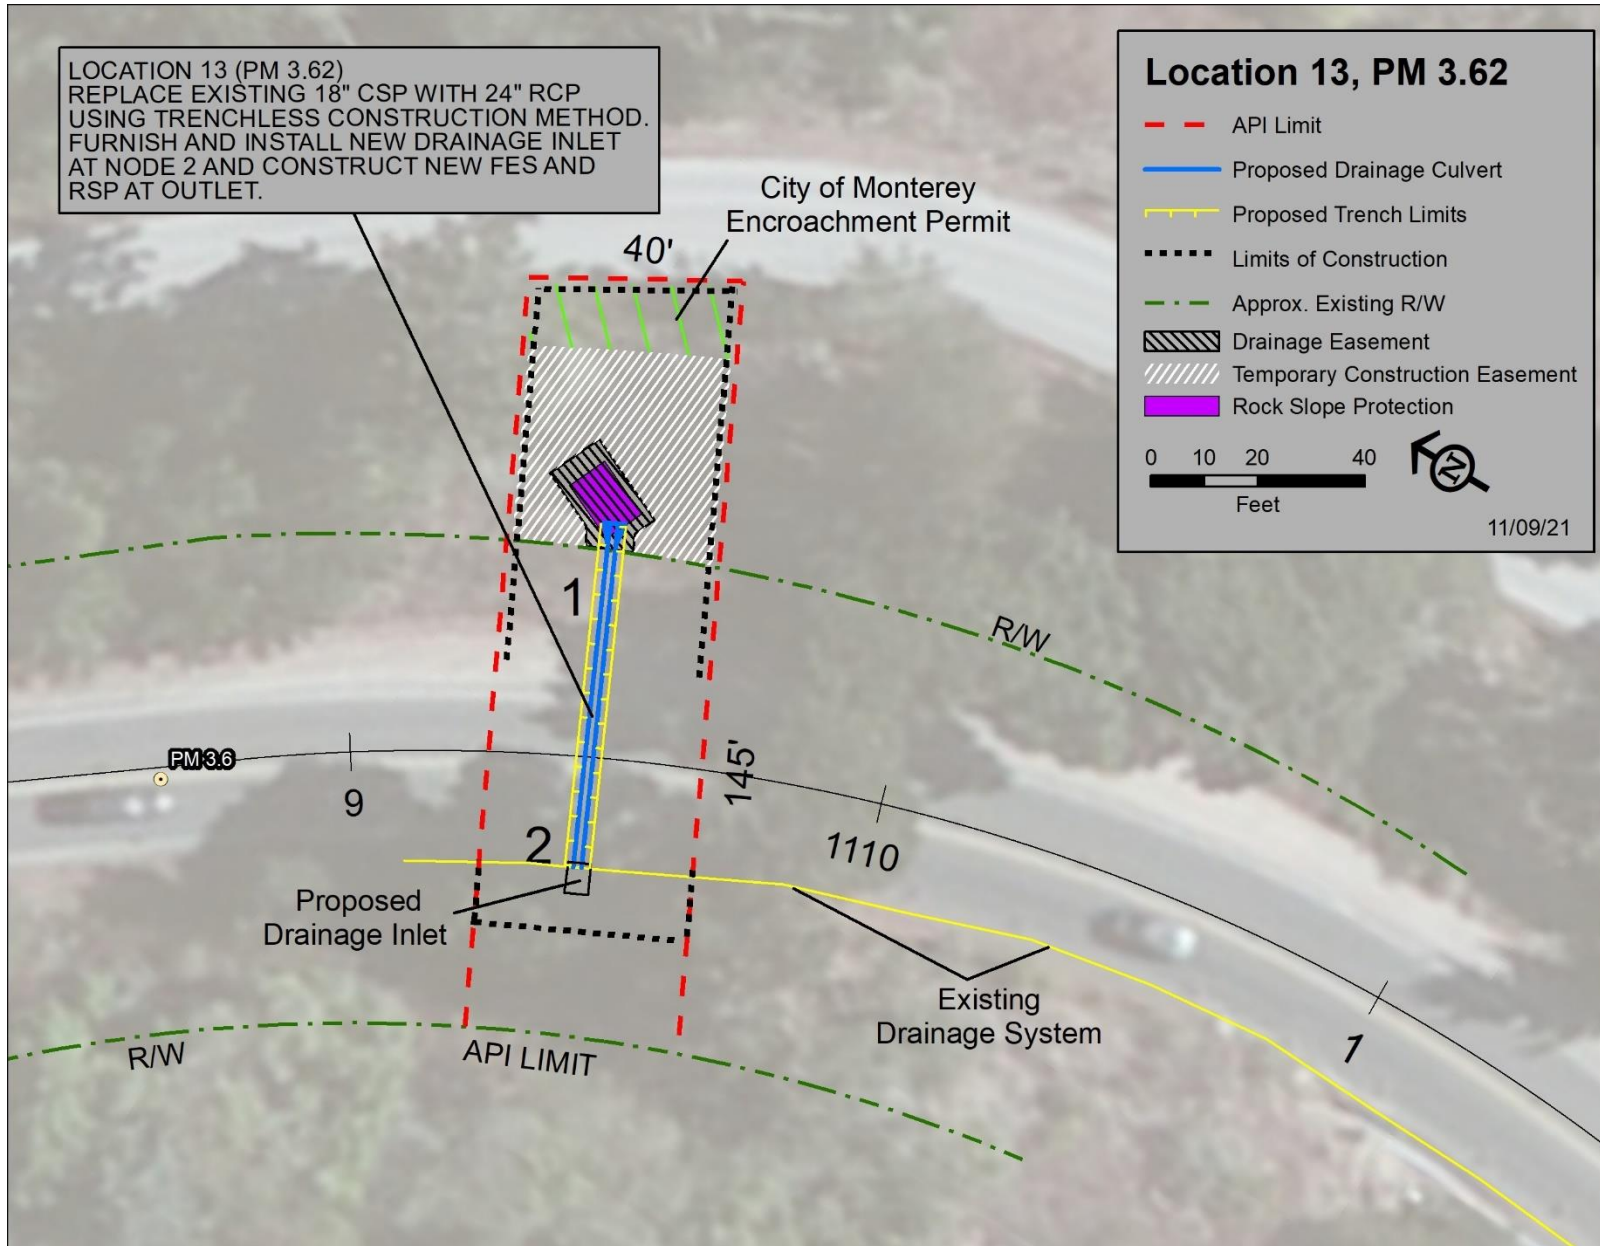 LOCATION 13 (PM 3.62)
REPLACE EXISTING 18" CSP WITH 24" RCP
USING TRENCHLESS CONSTRUCTION METHOD.
FURNISH AND INSTALL NEW DRAINAGE INLET
AT NODE 2 AND CONSTRUCT NEW FES AND
RSP AT OUTLET.
Location 13, PM 3.62
API Limit
Proposed Drainage Culvert
Proposed Trench Limits
Limits of Construction
Approx. Existing R/W
Drainage Easement
Temporary Construction Easement
Rock Slope Protection
0 10 20 40
Feet
N
11/09/21
City of Monterey
Encroachment Permit
40'
1
R/W
PM 3.6
9
145'
2
1110
Proposed
Drainage Inlet
Existing
Drainage System
1
R/W
API LIMIT